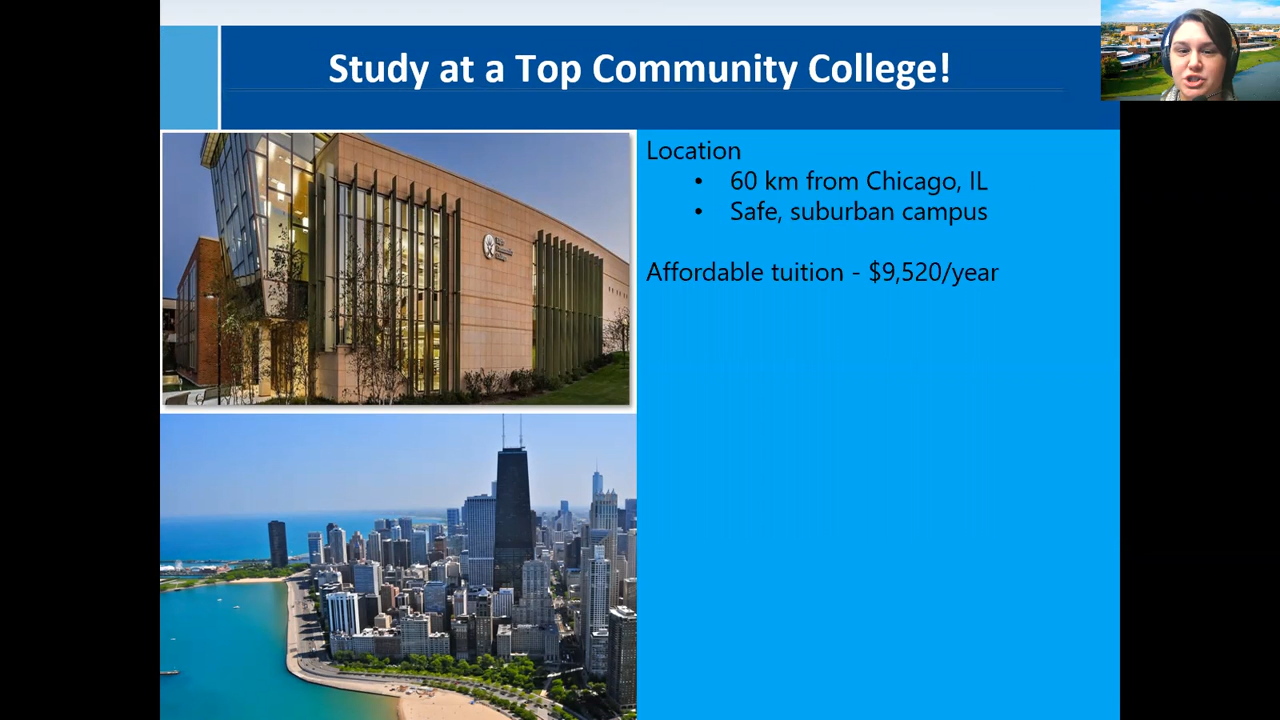 Study at a Top Community College!
Location
• 60 km from Chicago, IL
• Safe, suburban campus
Affordable tuition - $9,520/year